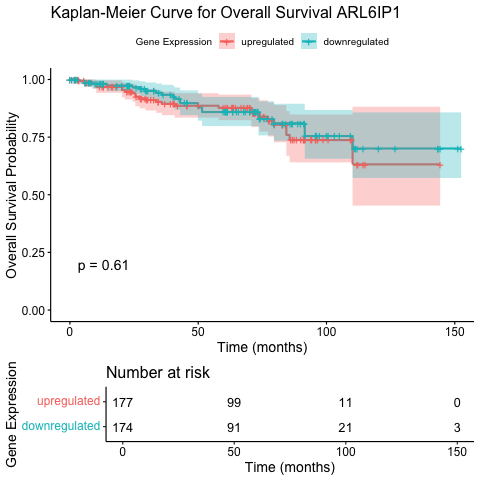 Kaplan-Meier Curve for Overall Survival ARL6IP1
Gene Expression upregulated downregulated
1.00
0.75
0.50
0.25
0.00
Overall Survival Probability
p = 0.61
0 50 100 150
Time (months)
Number at risk
Gene Expression
upregulated 177 99 11 0
downregulated 174 91 21 3
0 50 100 150
Time (months)